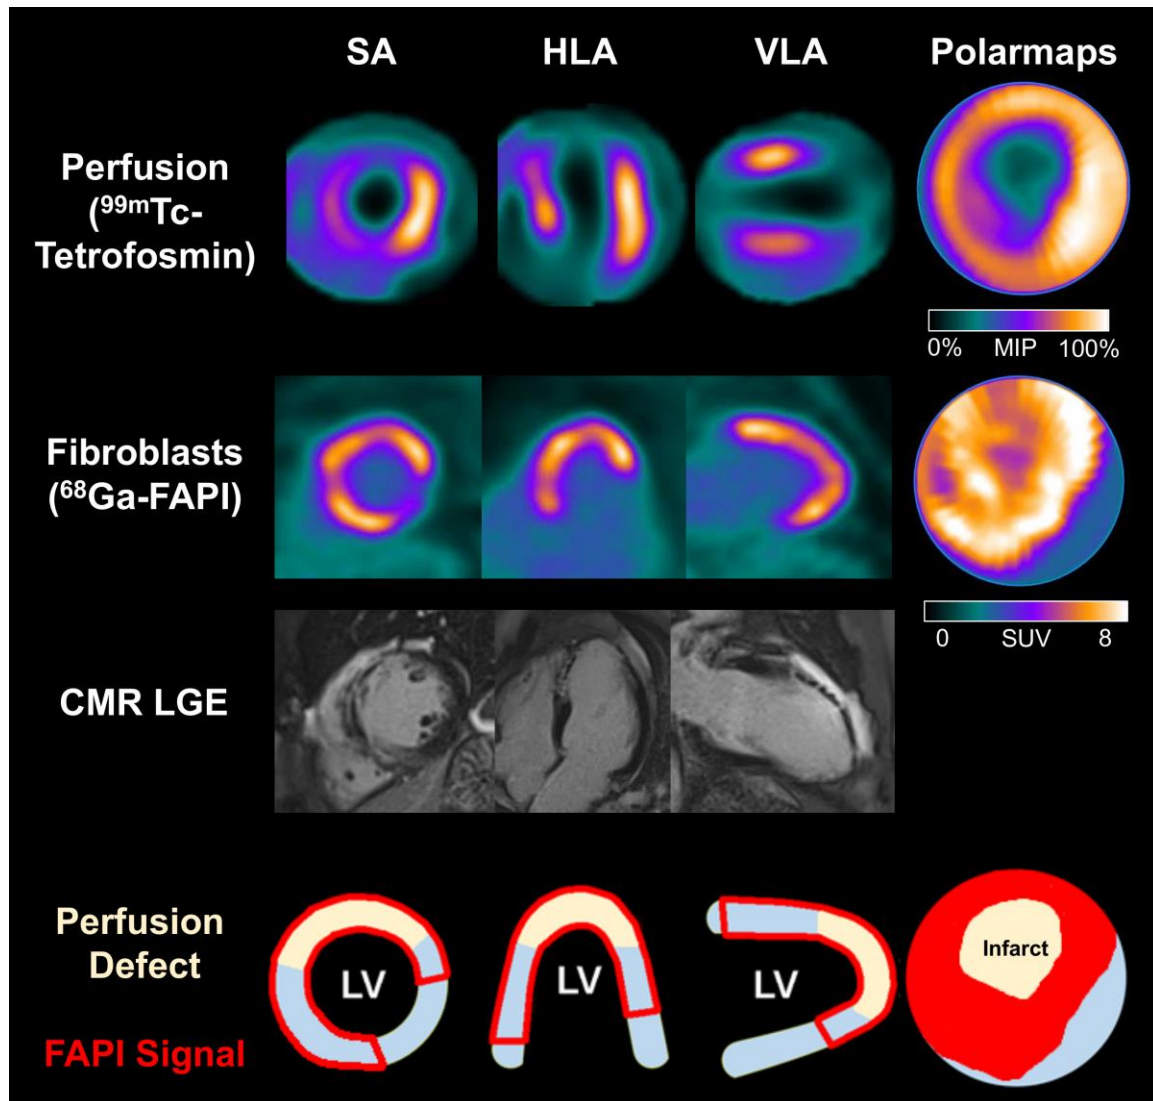 SA HLA VLA Polarmaps
Perfusion
(⁹⁹ᵐTc-
Tetrofosmin)
0% MIP 100%
Fibroblasts
(⁶⁸Ga-FAPI)
0 SUV 8
CMR LGE
Perfusion
Defect
LV LV LV Infarct
FAPI Signal